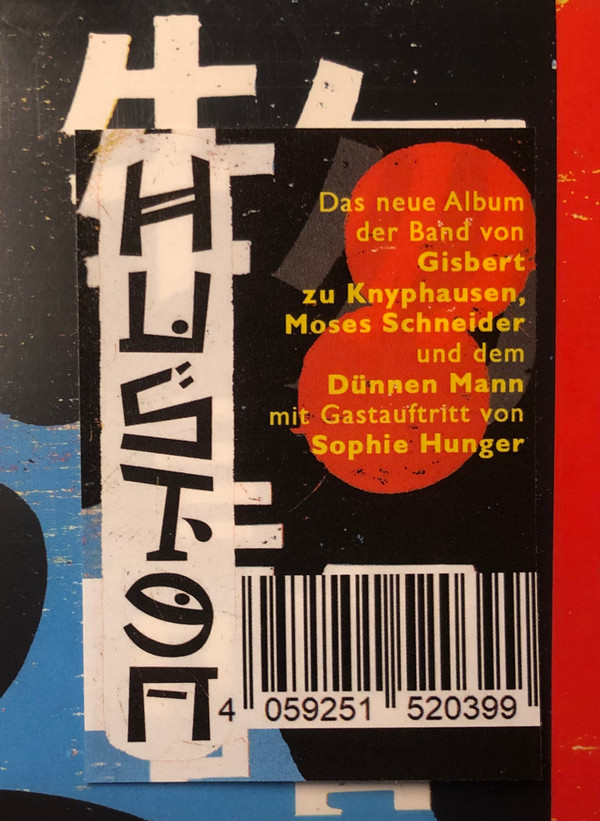 HUSTEN
Das neue Album
der Band von
Gisbert
zu Knyphausen,
Moses Schneider
und dem
Dünnen Mann
mit Gastauftritt von
Sophie Hunger
4 059251 520399